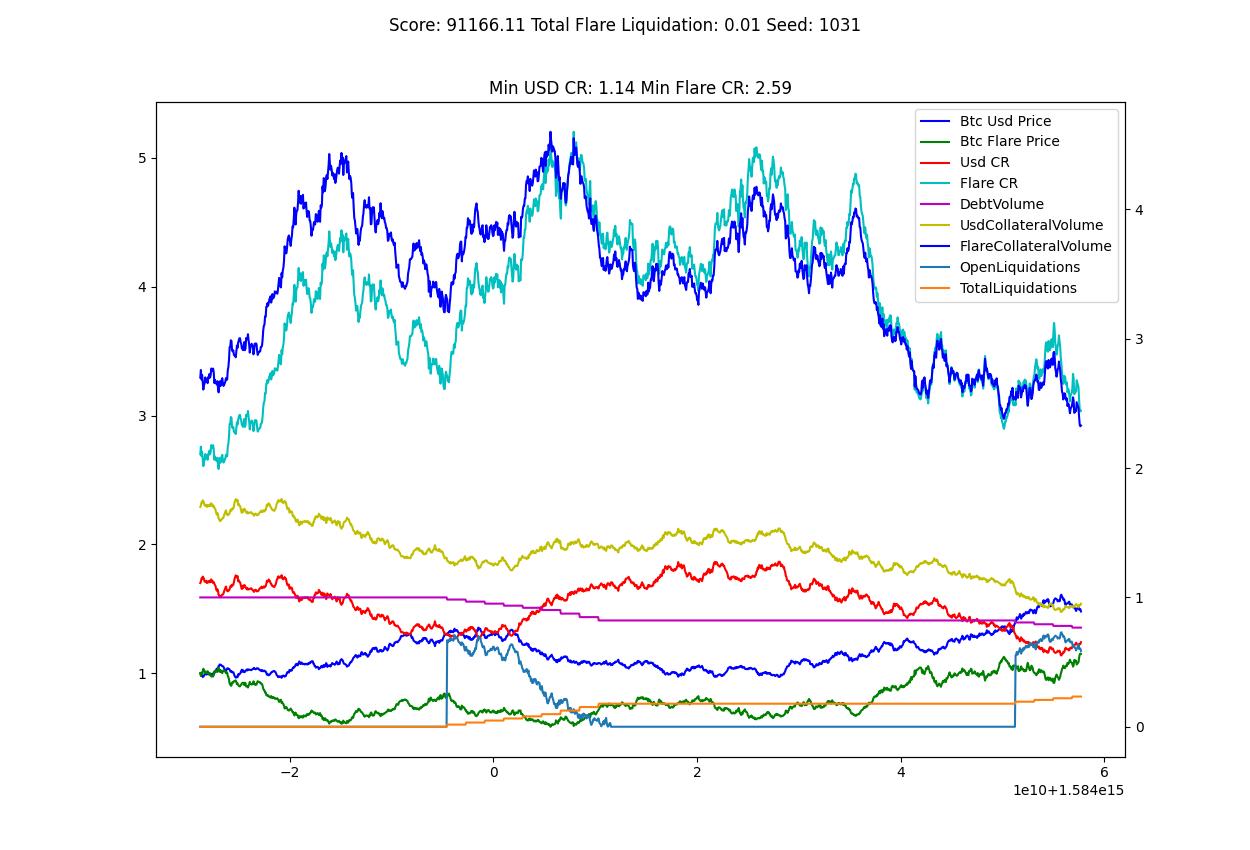 Score: 91166.11 Total Flare Liquidation: 0.01 Seed: 1031
Min USD CR: 1.14 Min Flare CR: 2.59
Btc Usd Price
Btc Flare Price
Usd CR
Flare CR
DebtVolume
UsdCollateralVolume
FlareCollateralVolume
OpenLiquidations
TotalLiquidations
5
4
3
2
1
4
3
2
1
0
−2
0
2
4
6
1e10+1.584e15